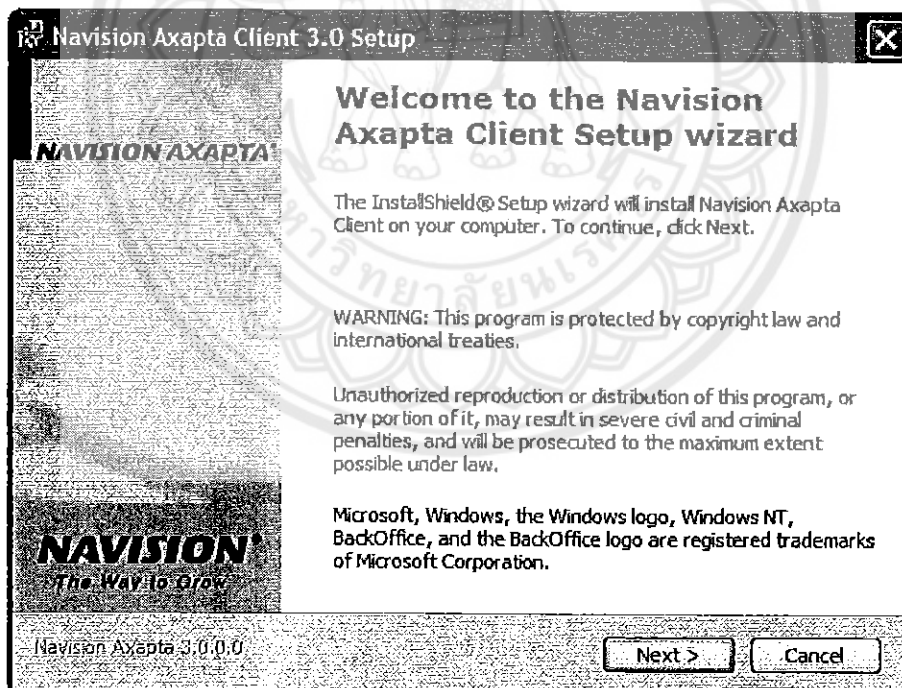 Navision Axapta Client 3.0 Setup
NAVISION AXAPTA
Welcome to the Navision
Axapta Client Setup wizard
The InstallShield® Setup wizard will install Navision Axapta
Client on your computer. To continue, click Next.
WARNING: This program is protected by copyright law and
international treaties.
Unauthorized reproduction or distribution of this program, or
any portion of it, may result in severe civil and criminal
penalties, and will be prosecuted to the maximum extent
possible under law.
Microsoft, Windows, the Windows logo, Windows NT,
BackOffice, and the BackOffice logo are registered trademarks
of Microsoft Corporation.
NAVISION
The Way to Grow
Navision Axapta 3.0.0.0
Next >
Cancel